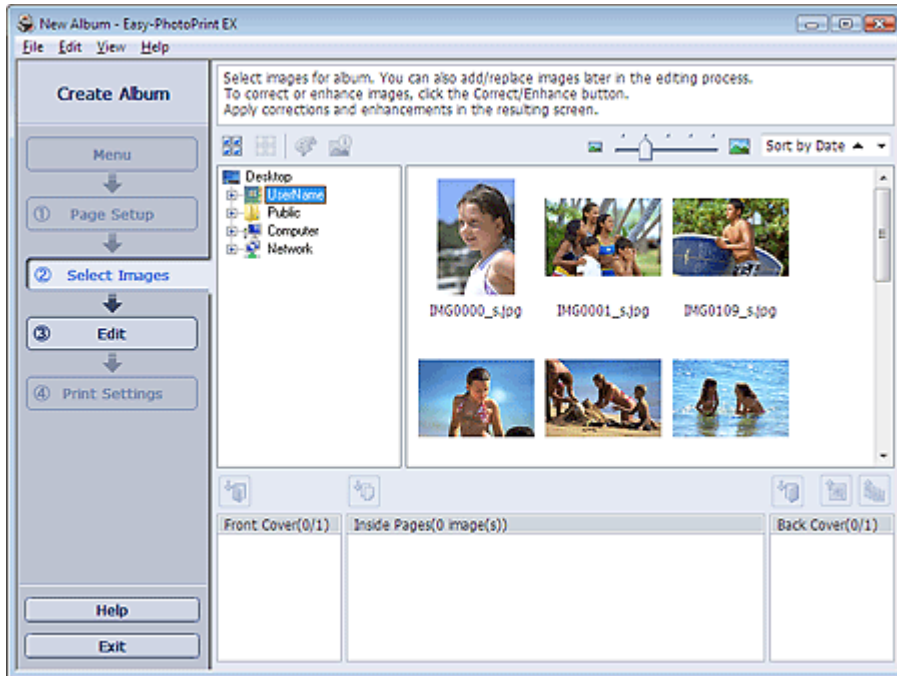 New Album - Easy-PhotoPrint EX
File Edit View Help
Create Album
Select images for album. You can also add/replace images later in the editing process.
To correct or enhance images, click the Correct/Enhance button.
Apply corrections and enhancements in the resulting screen.
Menu
① Page Setup
② Select Images
③ Edit
④ Print Settings
Help
Exit
Sort by Date
Desktop
UserName
Public
Computer
Network
IMG0000_s.jpg IMG0001_s.jpg IMG0109_s.jpg
Front Cover(0/1) Inside Pages(0 image(s)) Back Cover(0/1)